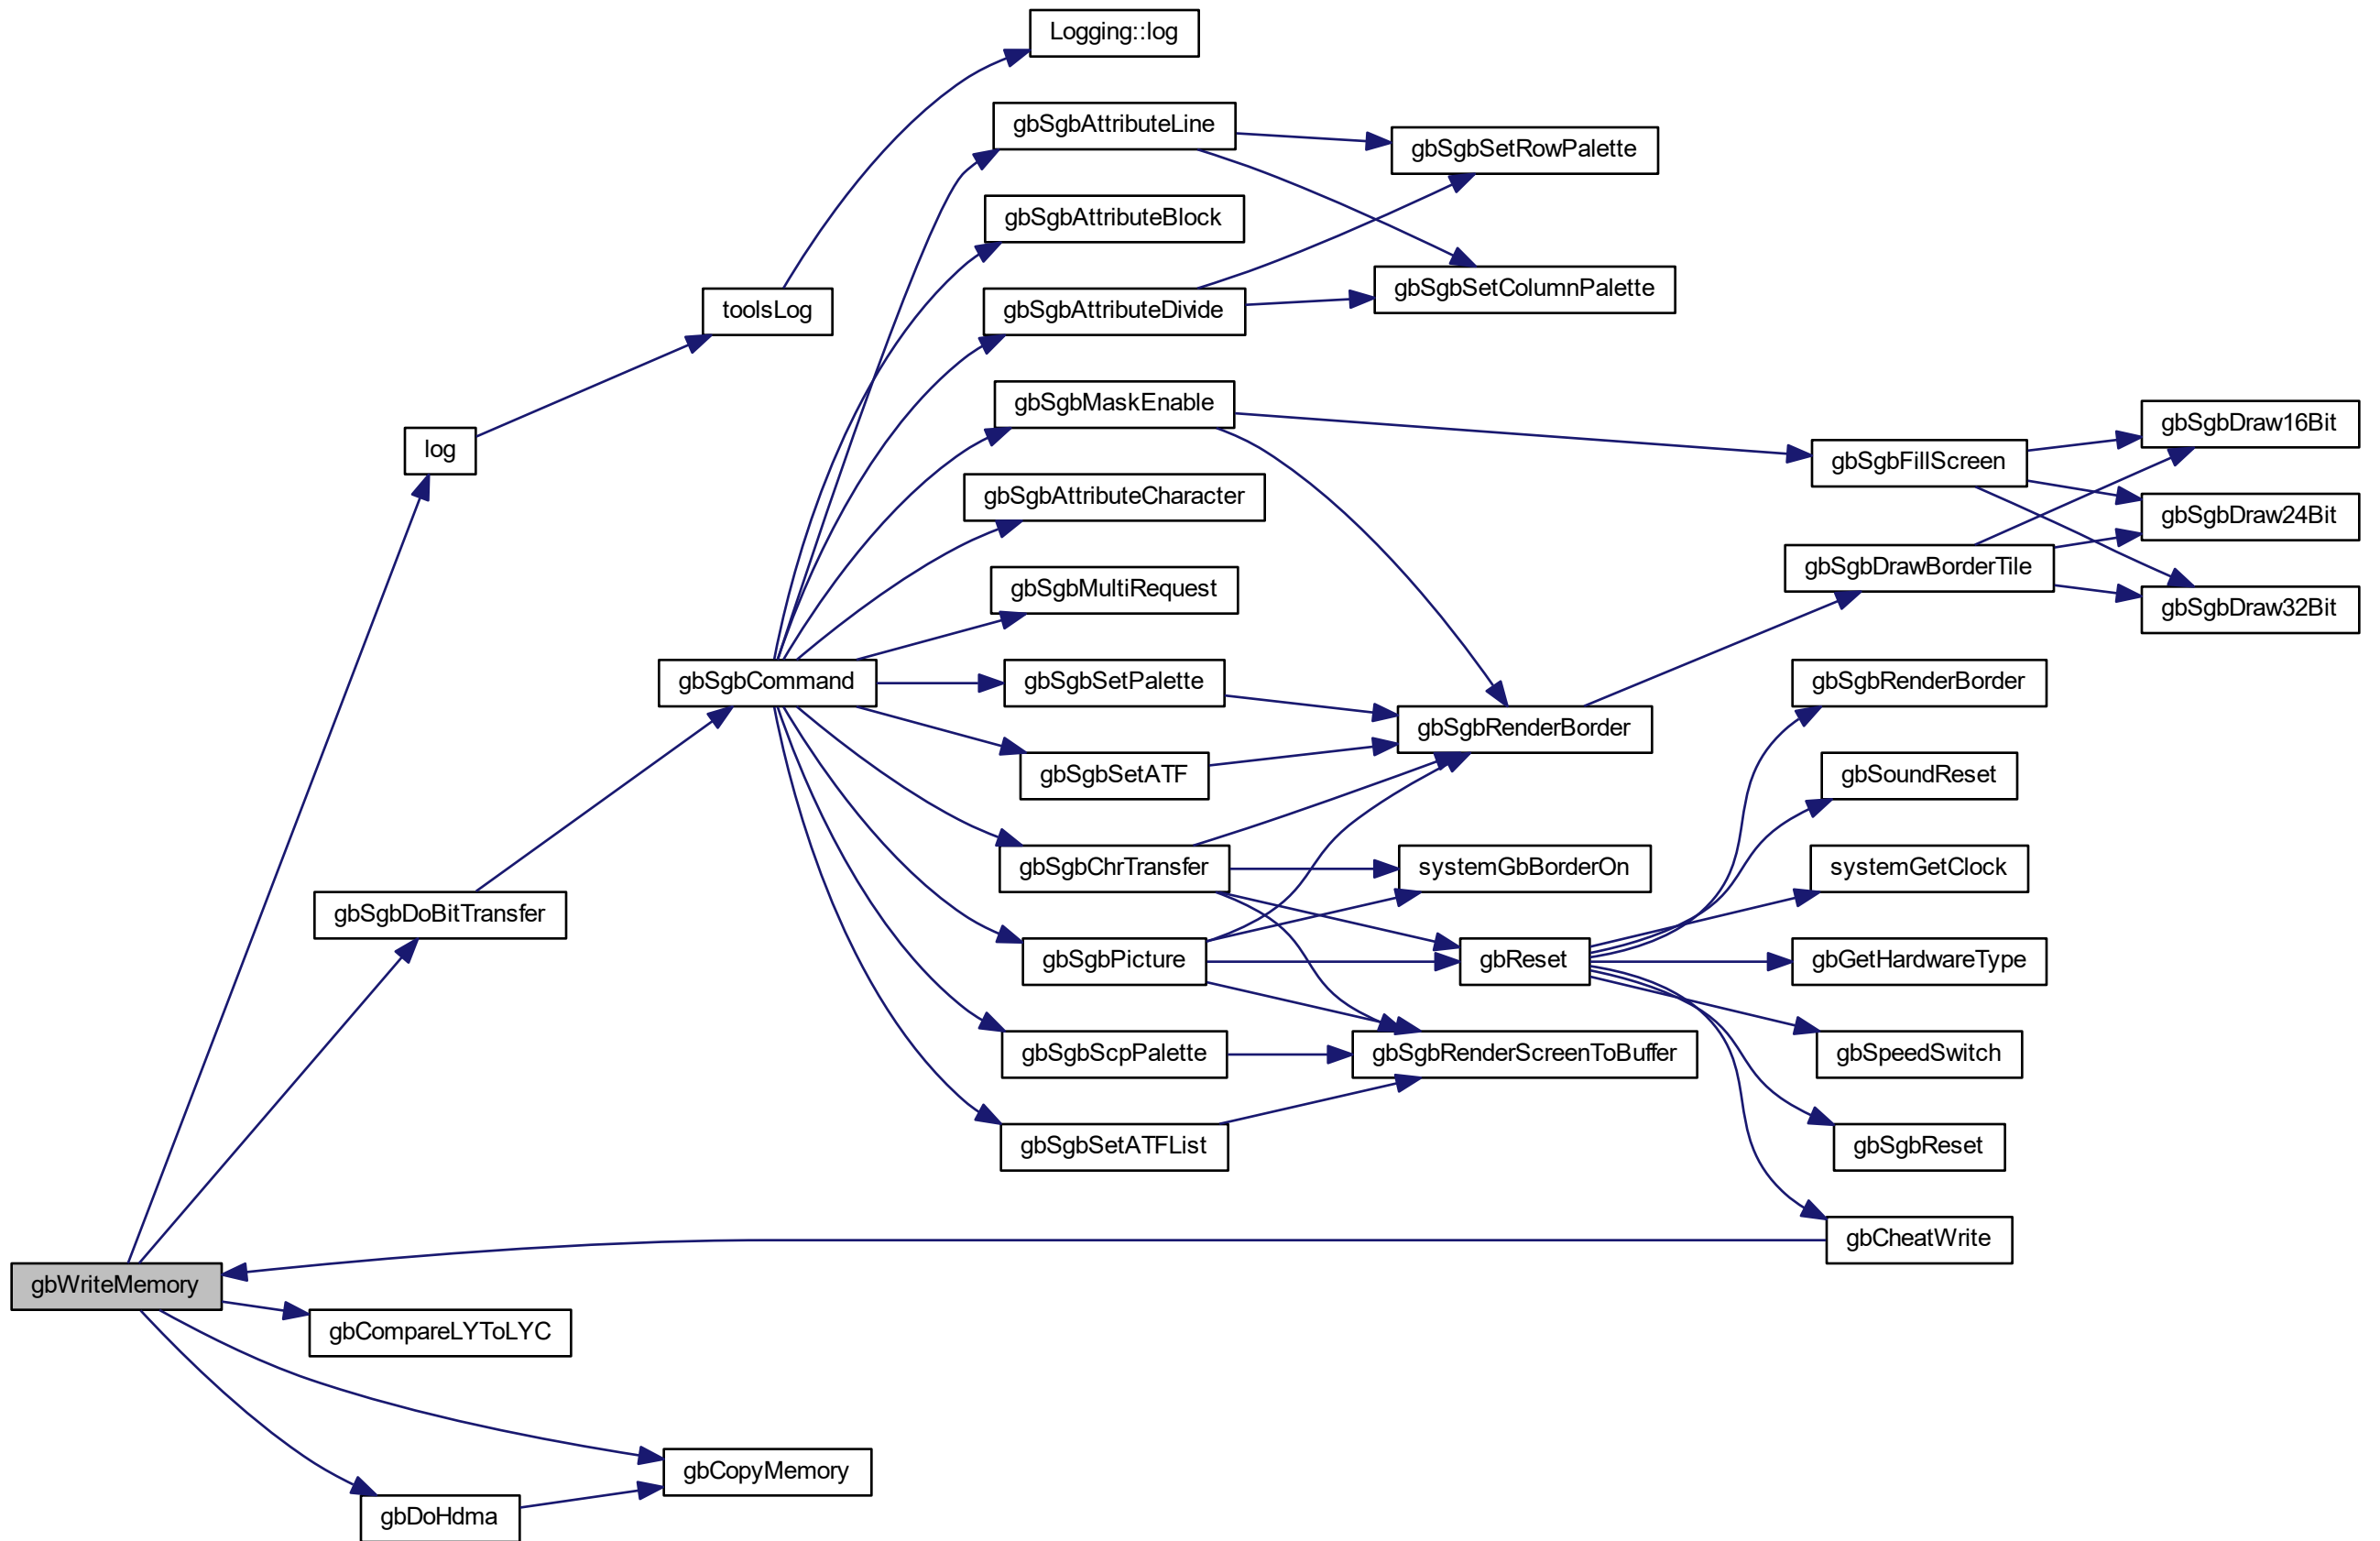 Logging::log
gbSgbAttributeLine
gbSgbSetRowPalette
gbSgbAttributeBlock
gbSgbSetColumnPalette
toolsLog
gbSgbAttributeDivide
gbSgbMaskEnable
gbSgbDraw16Bit
log
gbSgbFillScreen
gbSgbAttributeCharacter
gbSgbDraw24Bit
gbSgbDrawBorderTile
gbSgbMultiRequest
gbSgbDraw32Bit
gbSgbCommand
gbSgbSetPalette
gbSgbRenderBorder
gbSgbRenderBorder
gbSgbSetATF
gbSoundReset
gbSgbChrTransfer
systemGbBorderOn
systemGetClock
gbSgbDoBitTransfer
gbSgbPicture
gbReset
gbGetHardwareType
gbSgbScpPalette
gbSgbRenderScreenToBuffer
gbSpeedSwitch
gbSgbSetATFList
gbSgbReset
gbCheatWrite
gbWriteMemory
gbCompareLYToLYC
gbCopyMemory
gbDoHdma